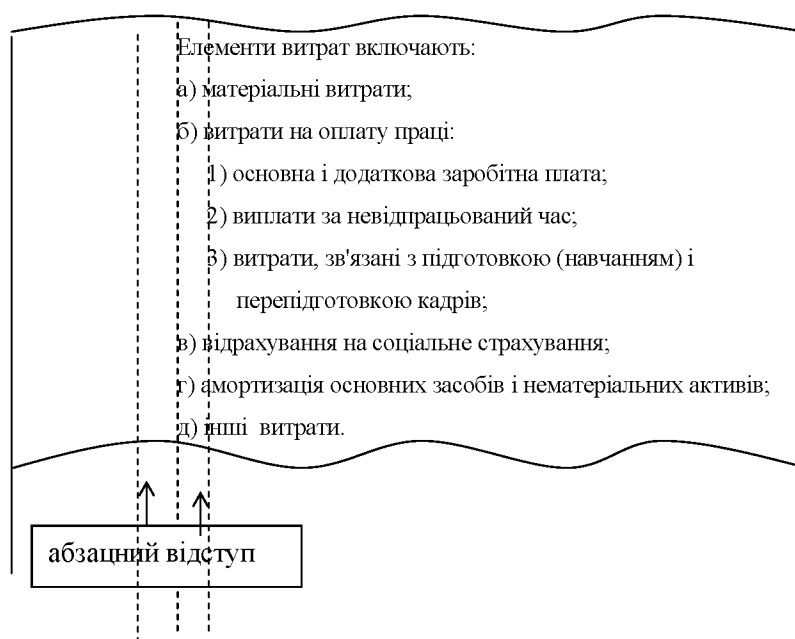 Елементи витрат включають:
а) матеріальні витрати;
б) витрати на оплату праці:
1) основна і додаткова заробітна плата;
2) виплати за невідпрацьований час;
3) витрати, зв'язані з підготовкою (навчанням) і
перепідготовкою кадрів;
в) відрахування на соціальне страхування;
г) амортизація основних засобів і нематеріальних активів;
д) інші витрати.
абзацний відступ